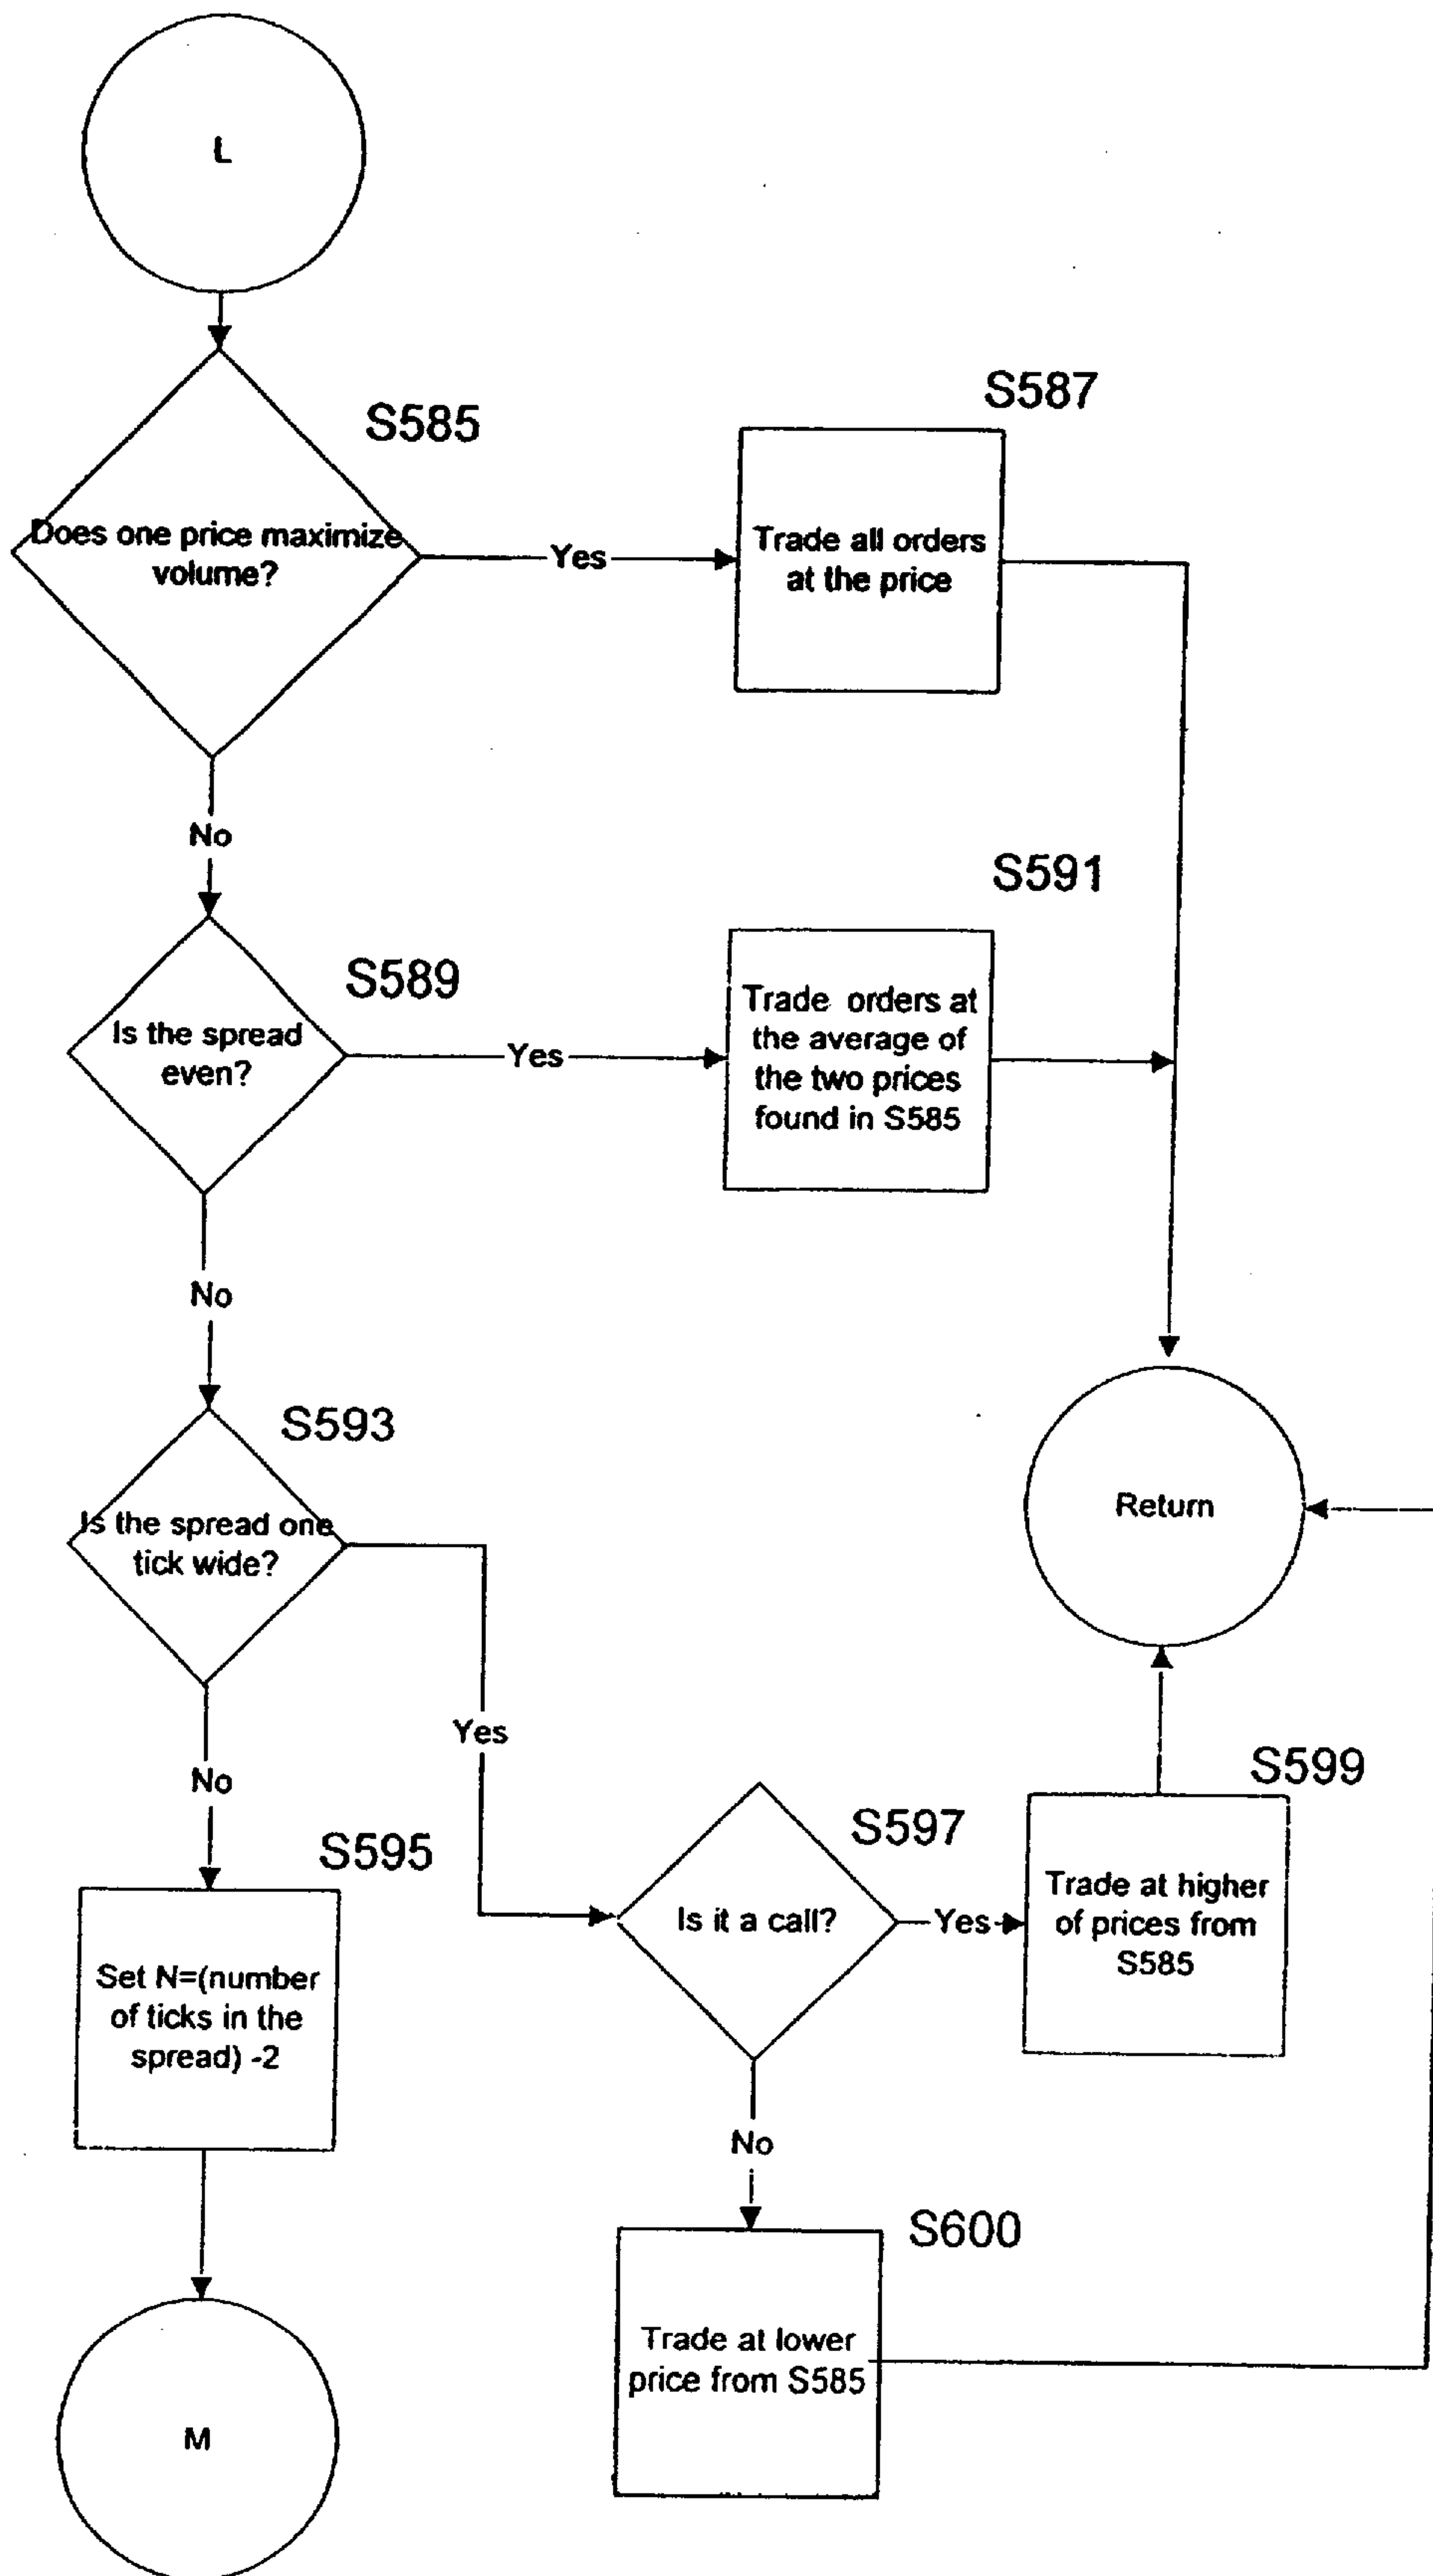 L
S585
Does one price maximize
volume?
Yes
S587
Trade all orders
at the price
No
S589
Is the spread
even?
Yes
S591
Trade orders at
the average of
the two prices
found in S585
No
S593
Is the spread one
tick wide?
Yes
Return
No
S595
Set N=(number
of ticks in the
spread) -2
S597
Is it a call?
Yes
S599
Trade at higher
of prices from
S585
No
S600
Trade at lower
price from S585
M